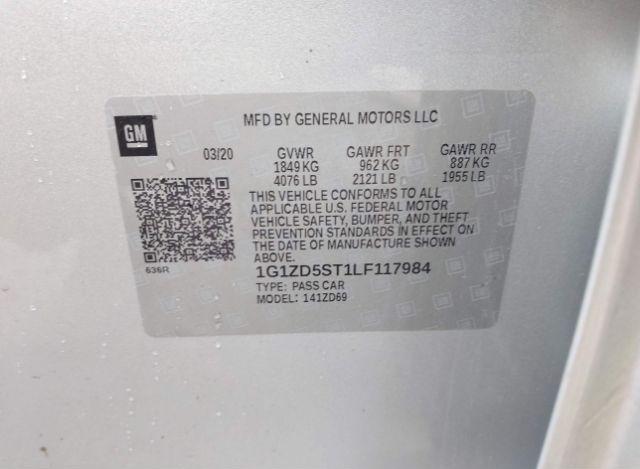 GM
MFD BY GENERAL MOTORS LLC
03/20 GVWR GAWR FRT GAWR RR
1849 KG 962 KG 887 KG
4076 LB 2121 LB 1955 LB
THIS VEHICLE CONFORMS TO ALL
APPLICABLE U.S. FEDERAL MOTOR
VEHICLE SAFETY, BUMPER, AND THEFT
PREVENTION STANDARDS IN EFFECT ON
THE DATE OF MANUFACTURE SHOWN
ABOVE.
636R
1G1ZD5ST1LF117984
TYPE: PASS CAR
MODEL: 141ZD69